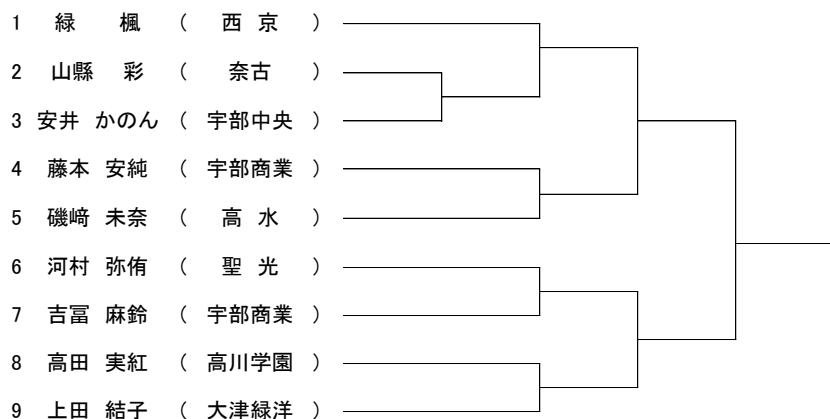 1 緑 楓 ( 西 京 )
2 山縣 彩 ( 奈古 )
3 安井 かのん ( 宇部中央 )
4 藤本 安純 ( 宇部商業 )
5 磯﨑 未奈 ( 高 水 )
6 河村 弥侑 ( 聖 光 )
7 吉冨 麻鈴 ( 宇部商業 )
8 高田 実紅 ( 高川学園 )
9 上田 結子 ( 大津緑洋 )